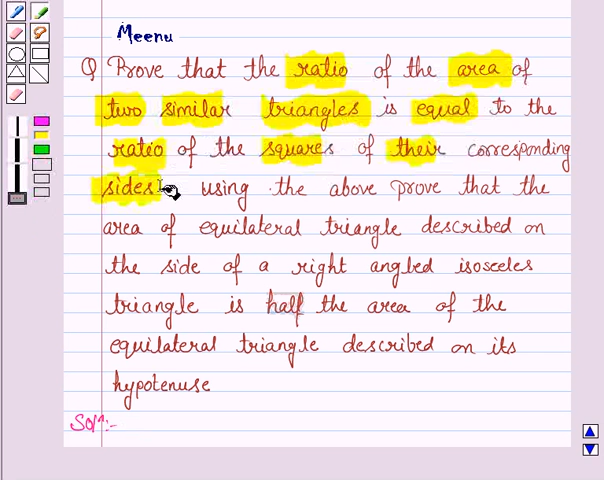 Meenu
Q Prove that the ratio of the area of
two similar triangles is equal to the
ratio of the squares of their corresponding
sides. using the above prove that the
area of equilateral triangle described on
the side of a right angled isosceles
triangle is half the area of the
equilateral triangle described on its
hypotenuse
Solⁿ:-